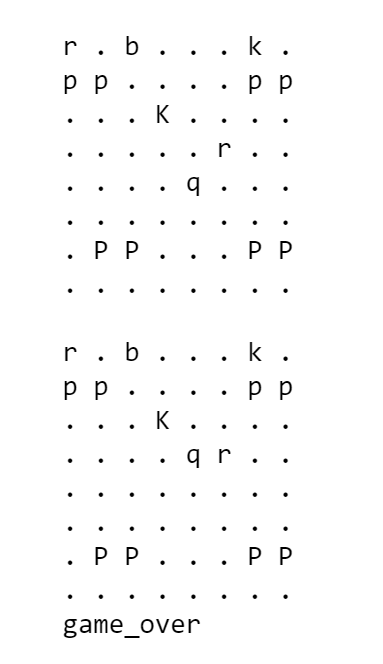 r . b . . . k .
p p . . . . p p
. . . K . . . .
. . . . . r . .
. . . . q . . .
. . . . . . . .
. P P . . . P P
. . . . . . . .
r . b . . . k .
p p . . . . p p
. . . K . . . .
. . . . q r . .
. . . . . . . .
. . . . . . . .
. P P . . . P P
. . . . . . . .
game_over